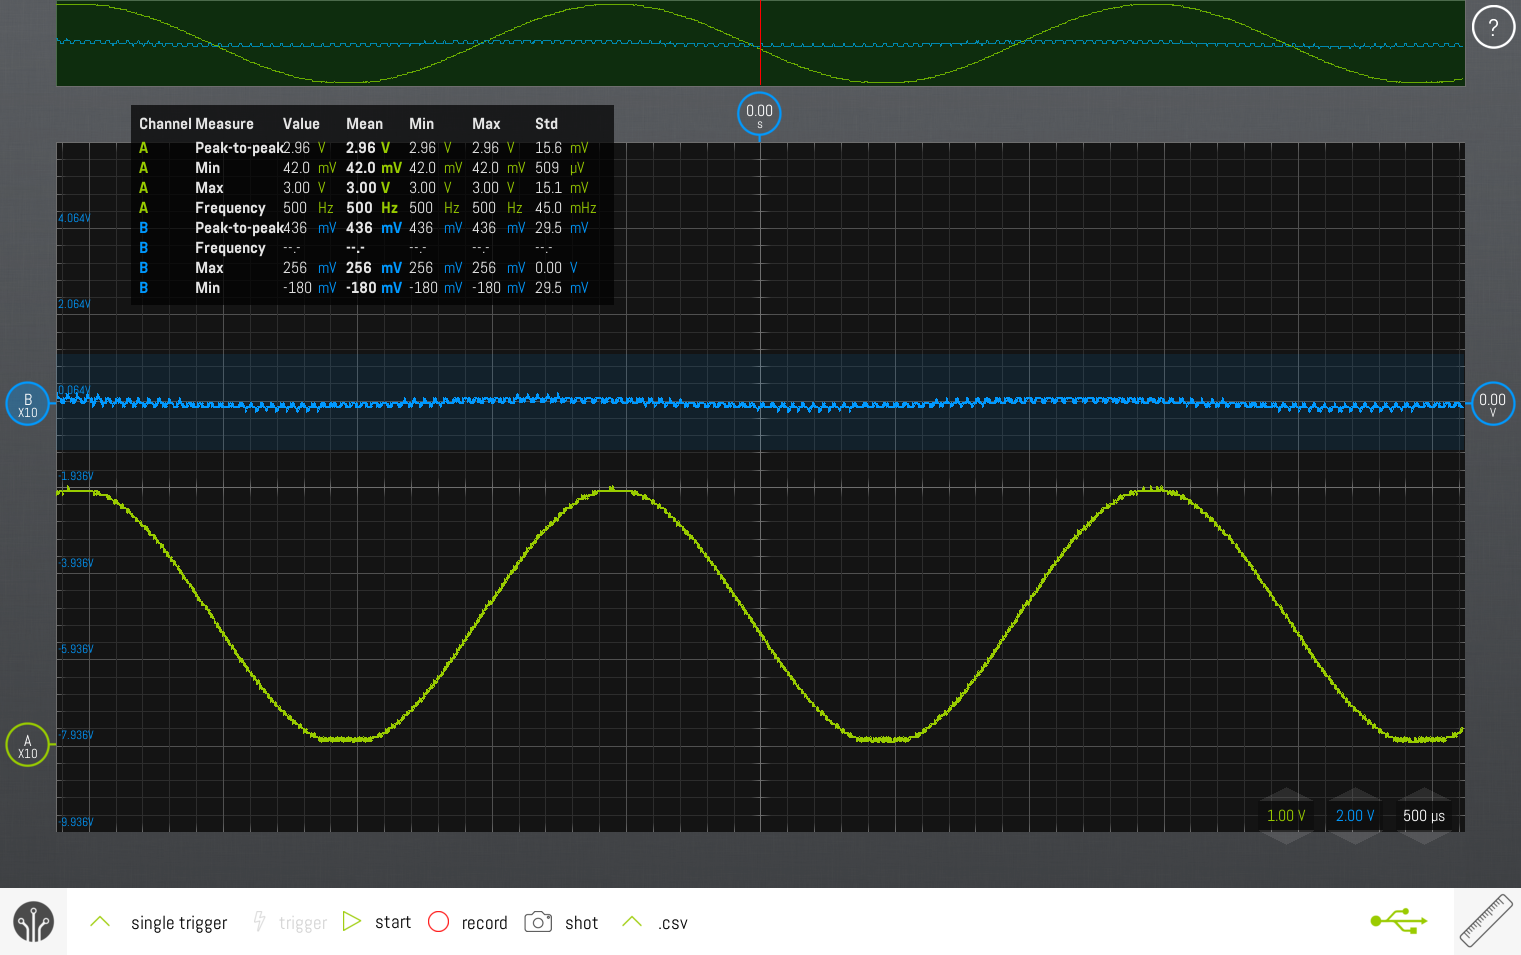 ?
0.00
s
Channel Measure Value Mean Min Max Std
A Peak-to-peak 2.96 V 2.96 V 2.96 V 2.96 V 15.6 mV
A Min 42.0 mV 42.0 mV 42.0 mV 42.0 mV 509 µV
A Max 3.00 V 3.00 V 3.00 V 3.00 V 15.1 mV
A Frequency 500 Hz 500 Hz 500 Hz 500 Hz 45.0 mHz
B Peak-to-peak 436 mV 436 mV 436 mV 436 mV 29.5 mV
B Frequency --.- --.- --.- --.- --.-
B Max 256 mV 256 mV 256 mV 256 mV 0.00 V
B Min -180 mV -180 mV -180 mV -180 mV 29.5 mV
4.064V
2.064V
0.064V
B
X10
0.00
V
-1.936V
-3.936V
-5.936V
-7.936V
A
X10
-9.936V
1.00 V 2.00 V 500 µs
single trigger trigger start record shot .csv